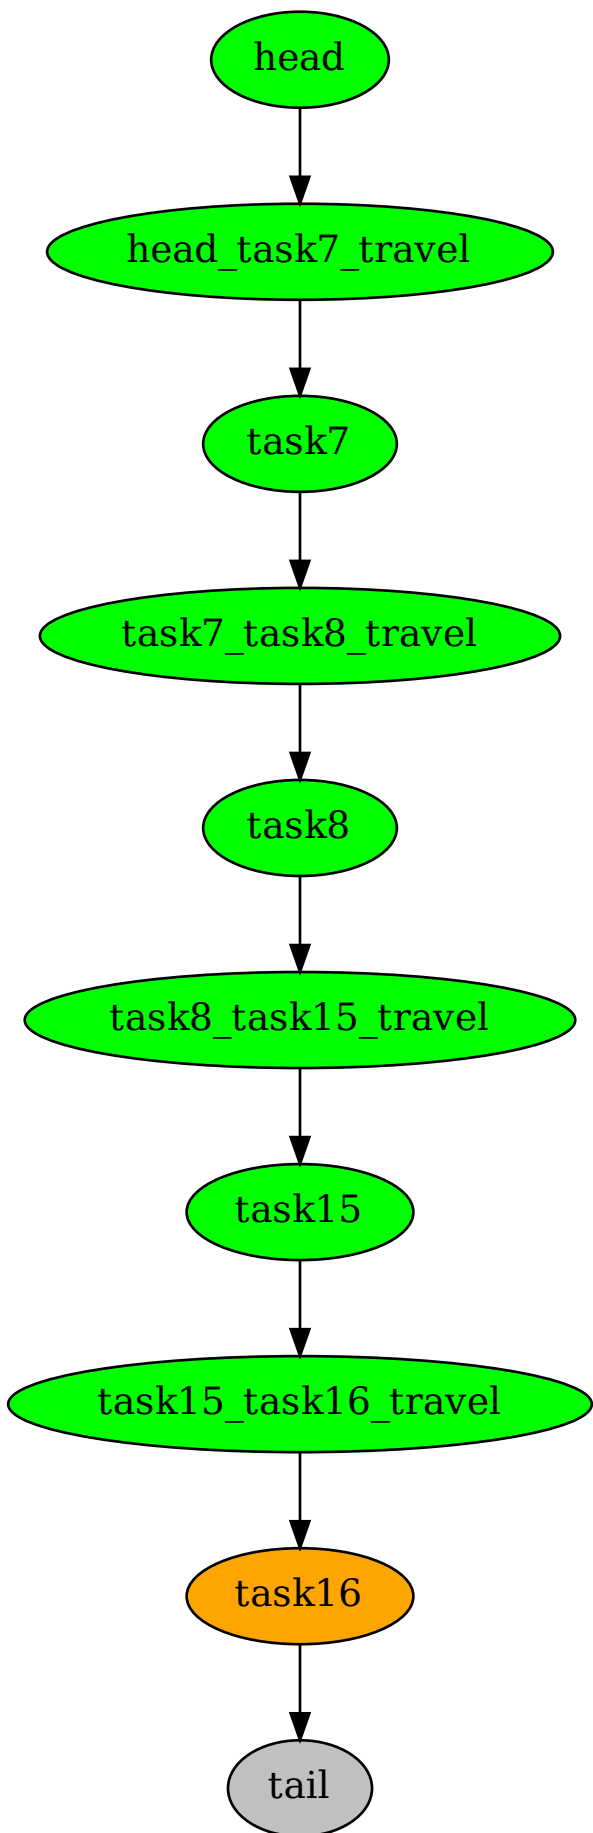 head
head_task7_travel
task7
task7_task8_travel
task8
task8_task15_travel
task15
task15_task16_travel
task16
tail